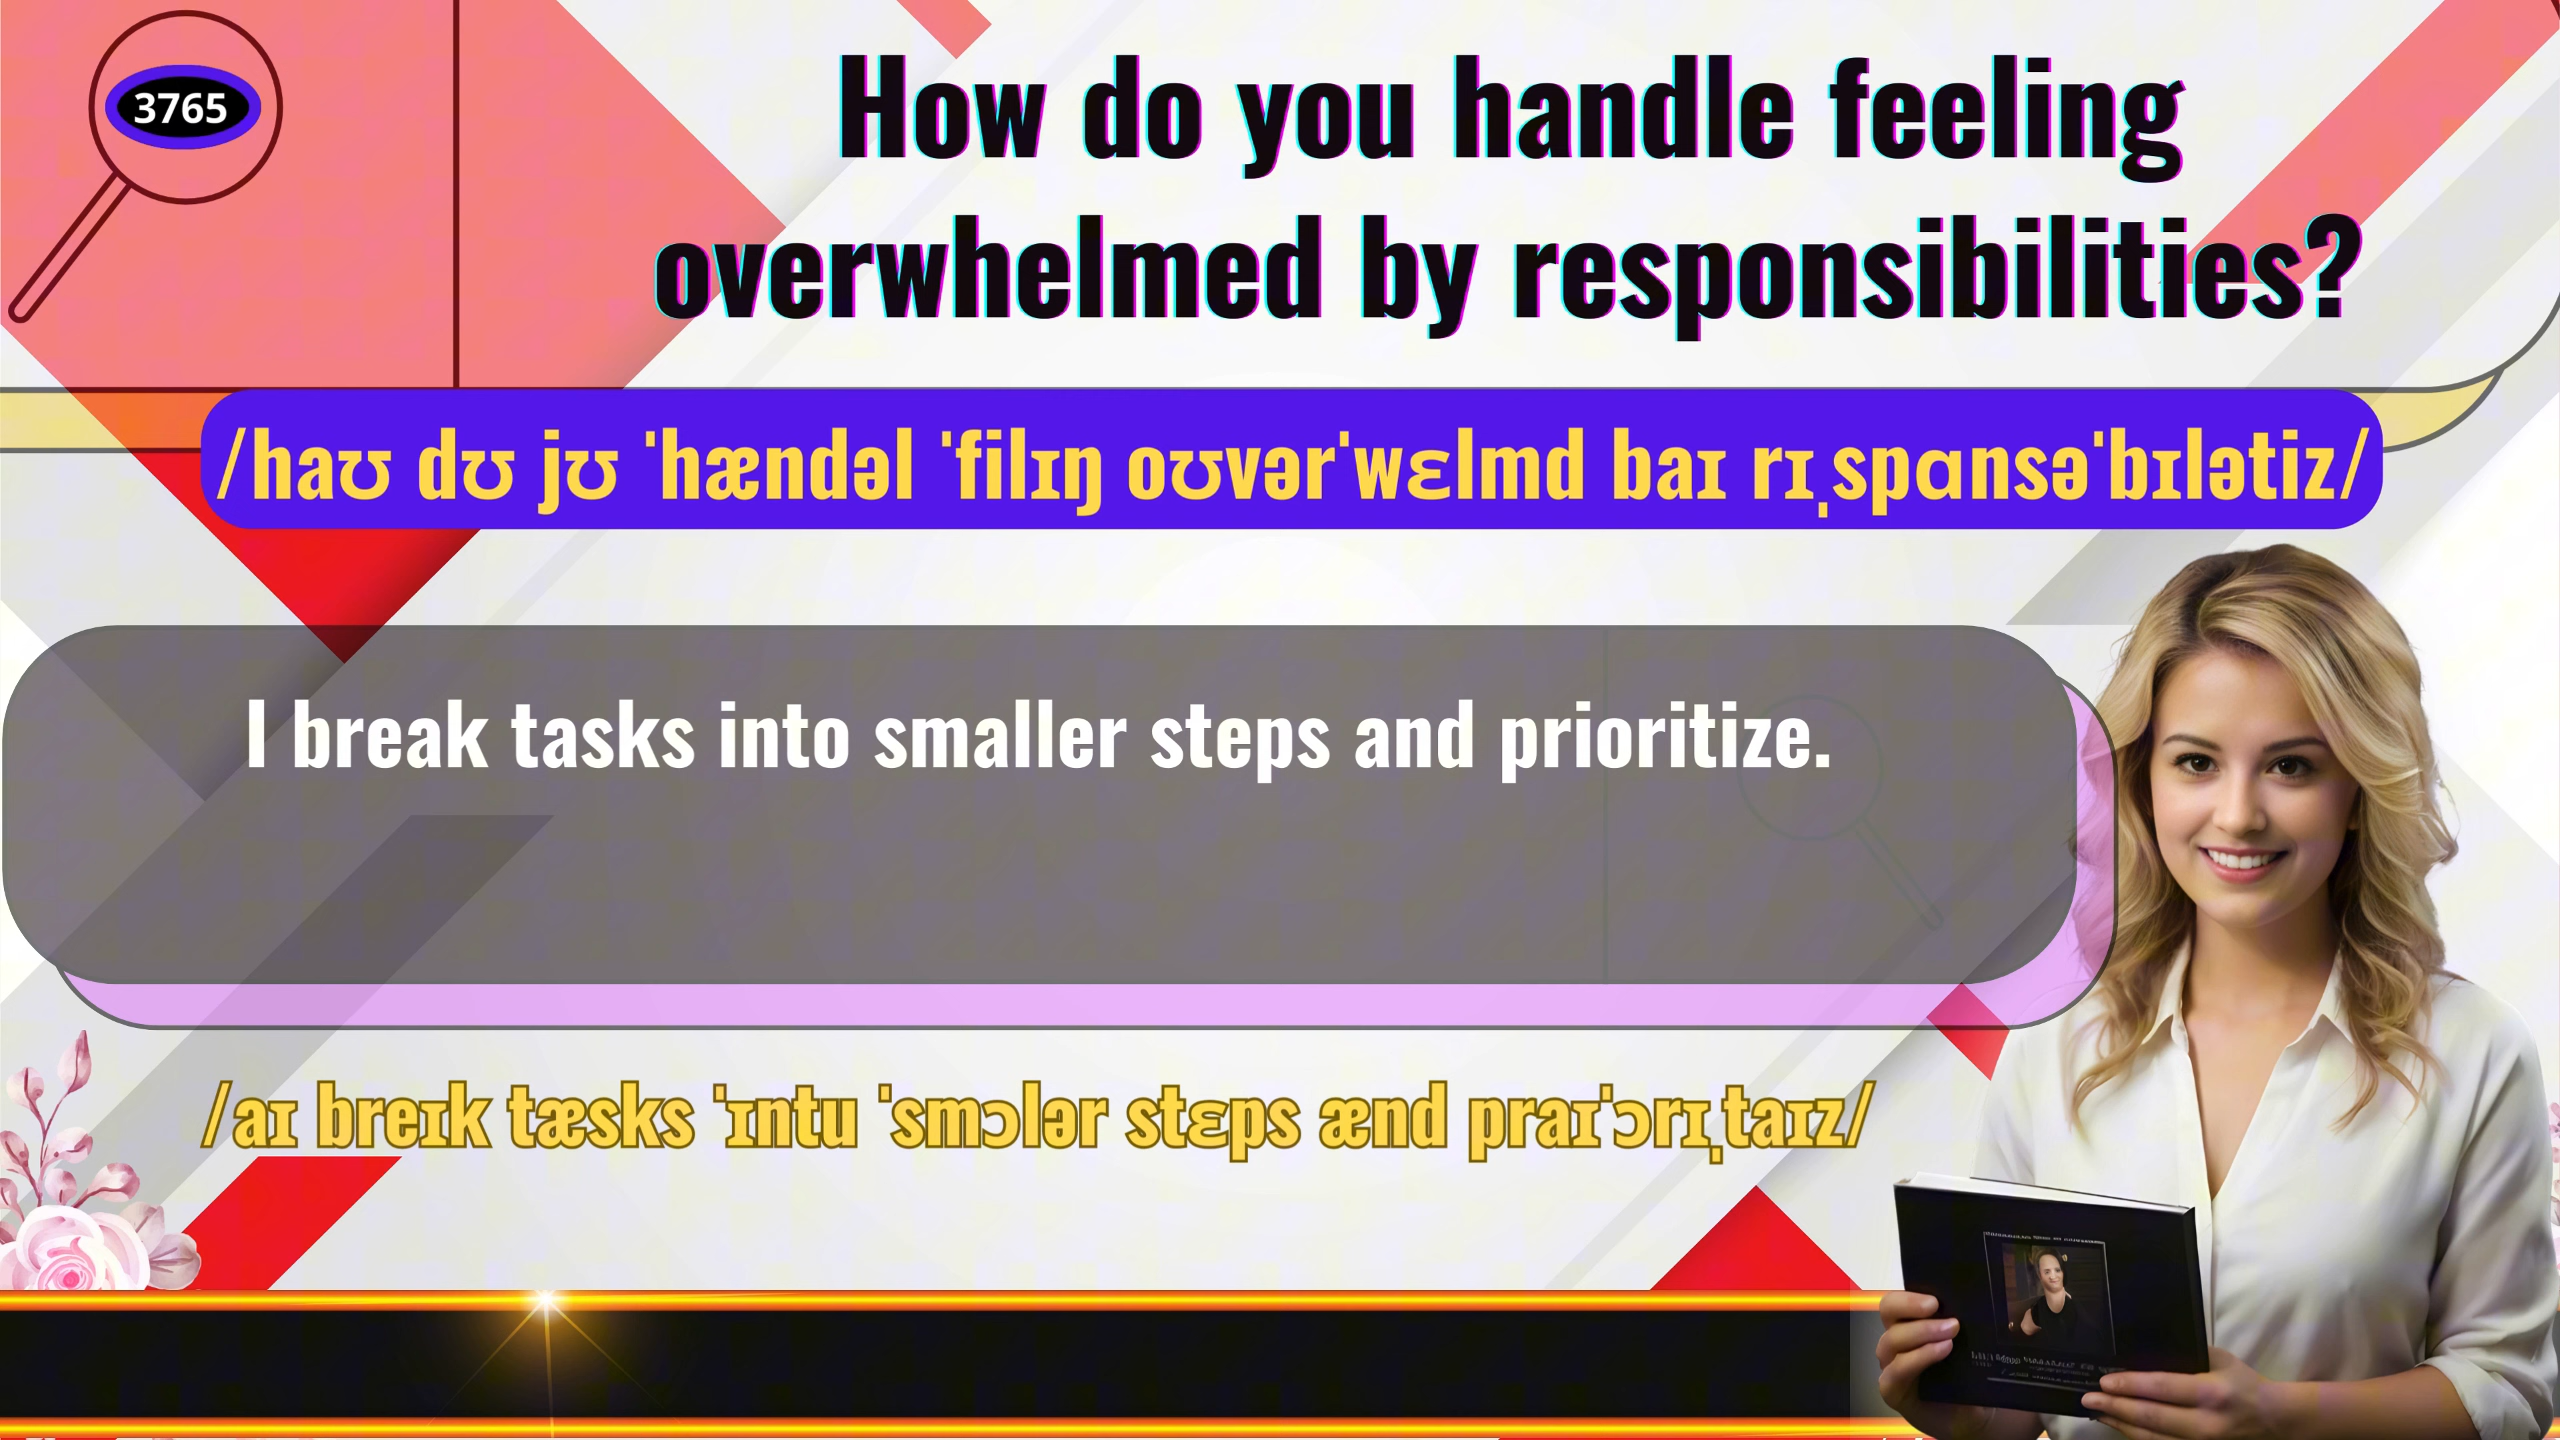 3765
How do you handle feeling
overwhelmed by responsibilities?
/haʊ dʊ jʊ ˈhændəl ˈfilɪŋ oʊvərˈwɛlmd baɪ rɪˌspɑnsəˈbɪlətiz/
I break tasks into smaller steps and prioritize.
/aɪ breɪk tæsks ˈɪntu ˈsmɔlər stɛps ænd praɪˈɔrɪˌtaɪz/